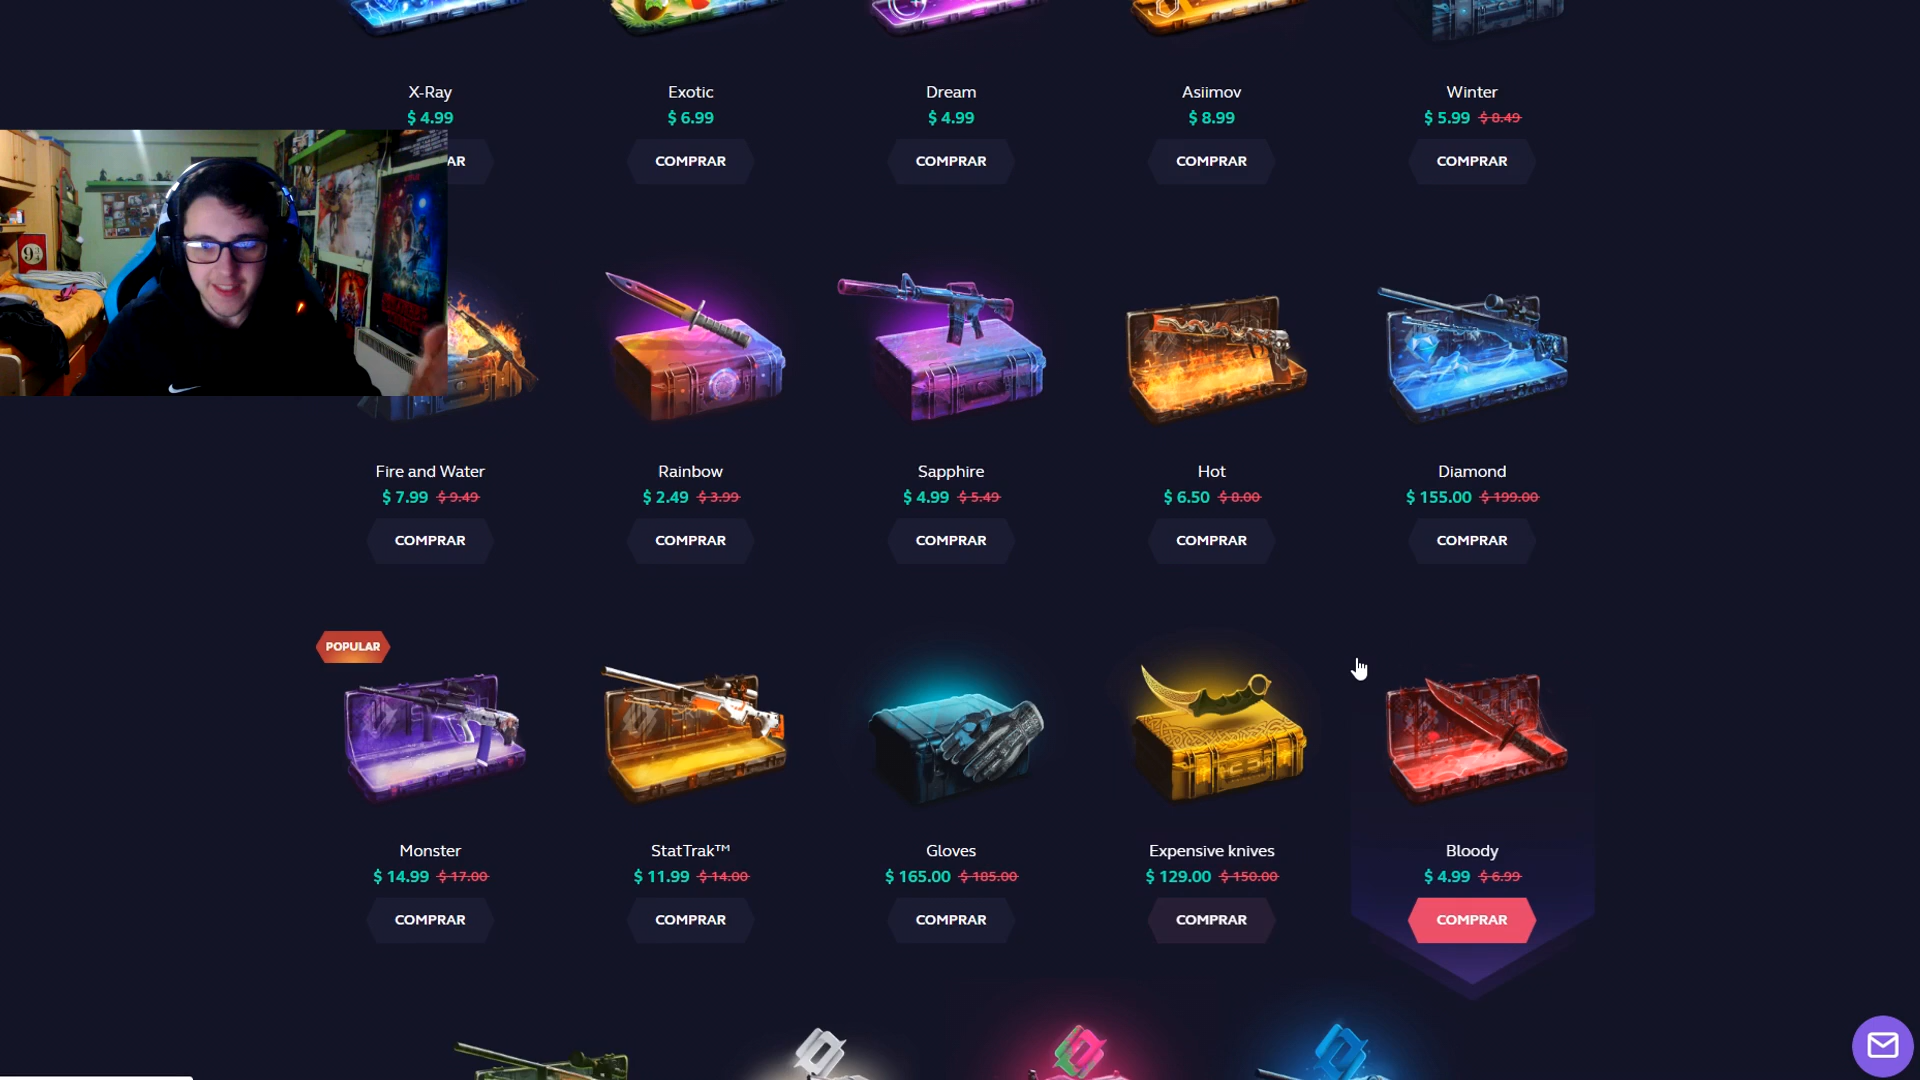 X-Ray
$ 4.99
AR
Exotic
$ 6.99
COMPRAR
Dream
$ 4.99
COMPRAR
Asiimov
$ 8.99
COMPRAR
Winter
$ 5.99 $ 8.49
COMPRAR
9¾
Fire and Water
$ 7.99 $ 9.49
COMPRAR
Rainbow
$ 2.49 $ 3.99
COMPRAR
Sapphire
$ 4.99 $ 5.49
COMPRAR
Hot
$ 6.50 $ 8.00
COMPRAR
Diamond
$ 155.00 $ 199.00
COMPRAR
POPULAR
Monster
$ 14.99 $ 17.00
COMPRAR
StatTrak™
$ 11.99 $ 14.00
COMPRAR
Gloves
$ 165.00 $ 185.00
COMPRAR
Expensive knives
$ 129.00 $ 150.00
COMPRAR
Bloody
$ 4.99 $ 6.99
COMPRAR